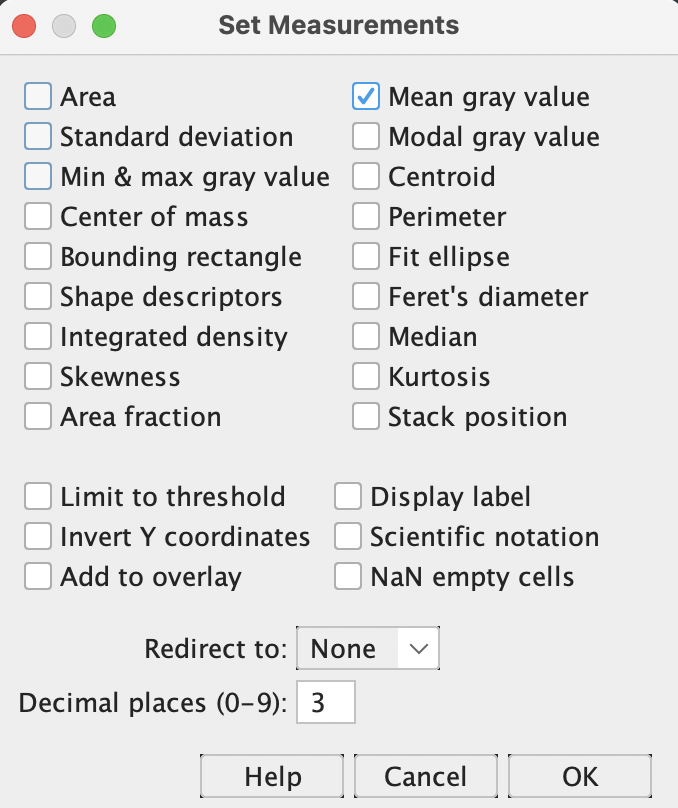 Set Measurements
Area Mean gray value
Standard deviation Modal gray value
Min & max gray value Centroid
Center of mass Perimeter
Bounding rectangle Fit ellipse
Shape descriptors Feret's diameter
Integrated density Median
Skewness Kurtosis
Area fraction Stack position
Limit to threshold Display label
Invert Y coordinates Scientific notation
Add to overlay NaN empty cells
Redirect to: None
Decimal places (0-9): 3
Help Cancel OK